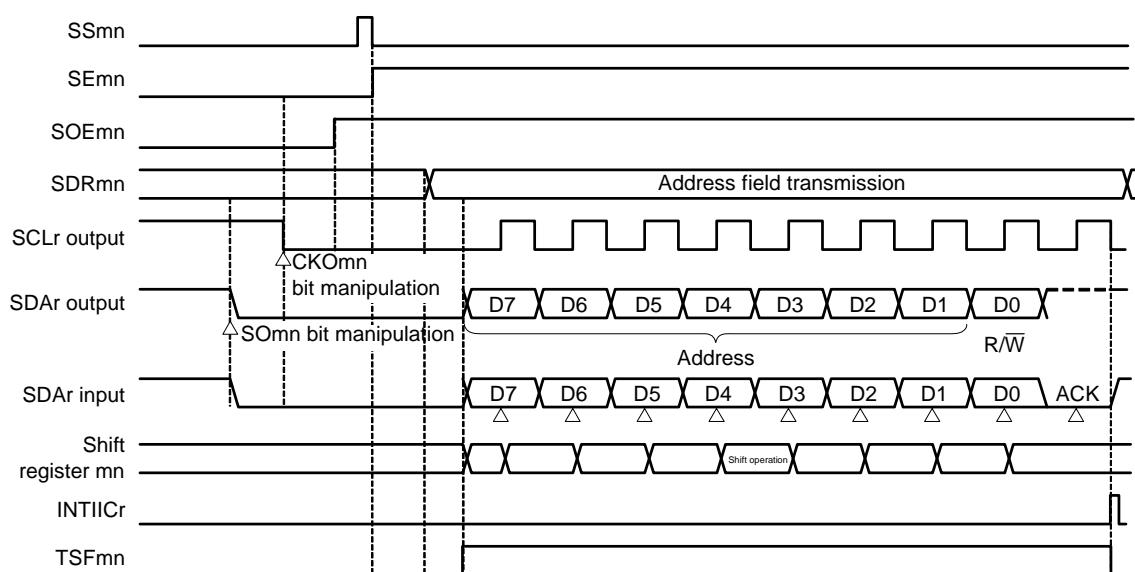 SSmn
SEmn
SOEmn
SDRmn
Address field transmission
SCLr output
CKOmn
bit manipulation
SDAr output
D7 D6 D5 D4 D3 D2 D1 D0
SOmn bit manipulation
Address
R/W̅
SDAr input
D7 D6 D5 D4 D3 D2 D1 D0 ACK
Shift
register mn
Shift operation
INTIICr
TSFmn